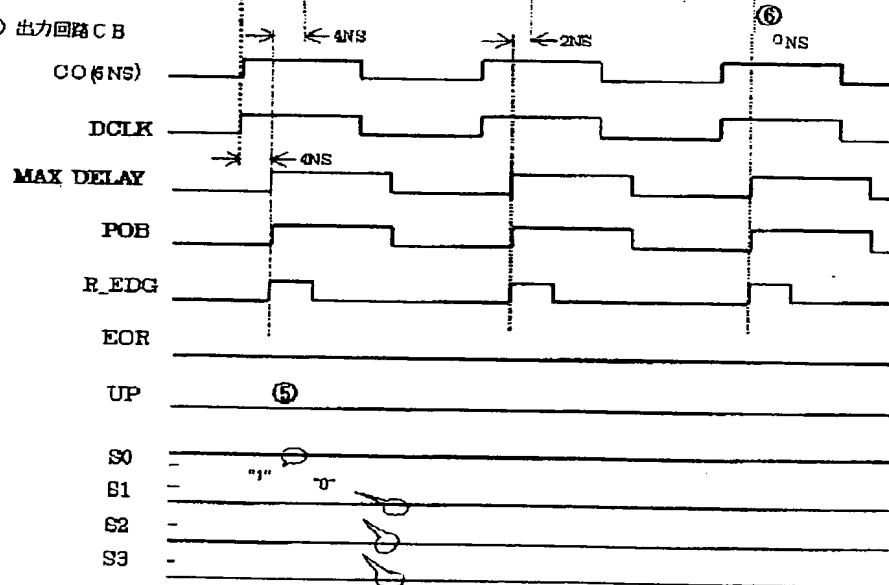 ⑥
) 出力回路CB
4NS
2NS
0NS
CO(6NS)
DCLK
4NS
MAX DELAY
POB
R_EDG
EOR
UP
⑤
S0
"1"
"0"
S1
S2
S3